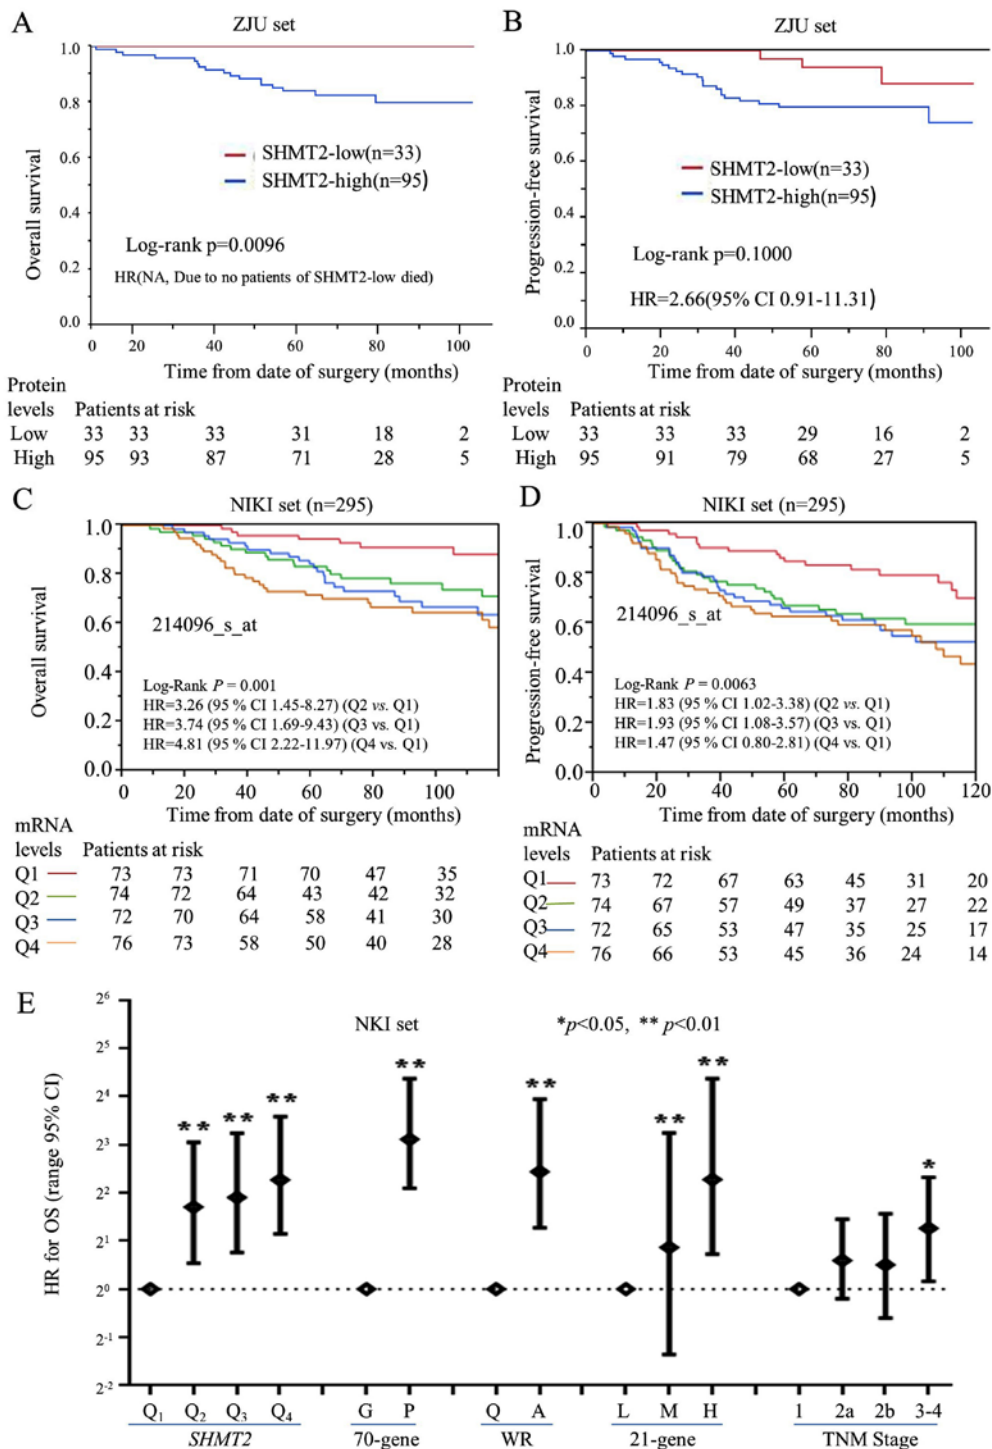 A
ZJU set
1.0
0.8
0.6
0.4
0.2
0.0
Overall survival
SHMT2-low(n=33)
SHMT2-high(n=95)
Log-rank p=0.0096
HR(NA, Due to no patients of SHMT2-low died)
0 20 40 60 80 100
Time from date of surgery (months)
Protein
levels Patients at risk
Low 33 33 33 31 18 2
High 95 93 87 71 28 5
B
ZJU set
1.0
0.8
0.6
0.4
0.2
0.0
Progression-free survival
SHMT2-low(n=33)
SHMT2-high(n=95)
Log-rank p=0.1000
HR=2.66(95% CI 0.91-11.31)
0 20 40 60 80 100
Time from date of surgery (months)
Protein
levels Patients at risk
Low 33 33 33 29 16 2
High 95 91 79 68 27 5
C
NIKI set (n=295)
1.0
0.8
0.6
0.4
0.2
0.0
Overall survival
214096_s_at
Log-Rank P = 0.001
HR=3.26 (95 % CI 1.45-8.27) (Q2 vs. Q1)
HR=3.74 (95 % CI 1.69-9.43) (Q3 vs. Q1)
HR=4.81 (95 % CI 2.22-11.97) (Q4 vs. Q1)
0 20 40 60 80 100
Time from date of surgery (months)
mRNA
levels Patients at risk
Q1 73 73 71 70 47 35
Q2 74 72 64 43 42 32
Q3 72 70 64 58 41 30
Q4 76 73 58 50 40 28
D
NIKI set (n=295)
1.0
0.8
0.6
0.4
0.2
0.0
Progression-free survival
214096_s_at
Log-Rank P = 0.0063
HR=1.83 (95 % CI 1.02-3.38) (Q2 vs. Q1)
HR=1.93 (95 % CI 1.08-3.57) (Q3 vs. Q1)
HR=1.47 (95 % CI 0.80-2.81) (Q4 vs. Q1)
0 20 40 60 80 100 120
Time from date of surgery (months)
mRNA
levels Patients at risk
Q1 73 72 67 63 45 31 20
Q2 74 67 57 49 37 27 22
Q3 72 65 53 47 35 25 17
Q4 76 66 53 45 36 24 14
E
NKI set
*p<0.05, ** p<0.01
HR for OS (range 95% CI)
2⁶
2⁵
2⁴
2³
2²
2¹
2⁰
2⁻¹
2⁻²
** ** ** ** ** ** ** *
Q₁ Q₂ Q₃ Q₄ G P Q A L M H 1 2a 2b 3-4
SHMT2 70-gene WR 21-gene TNM Stage